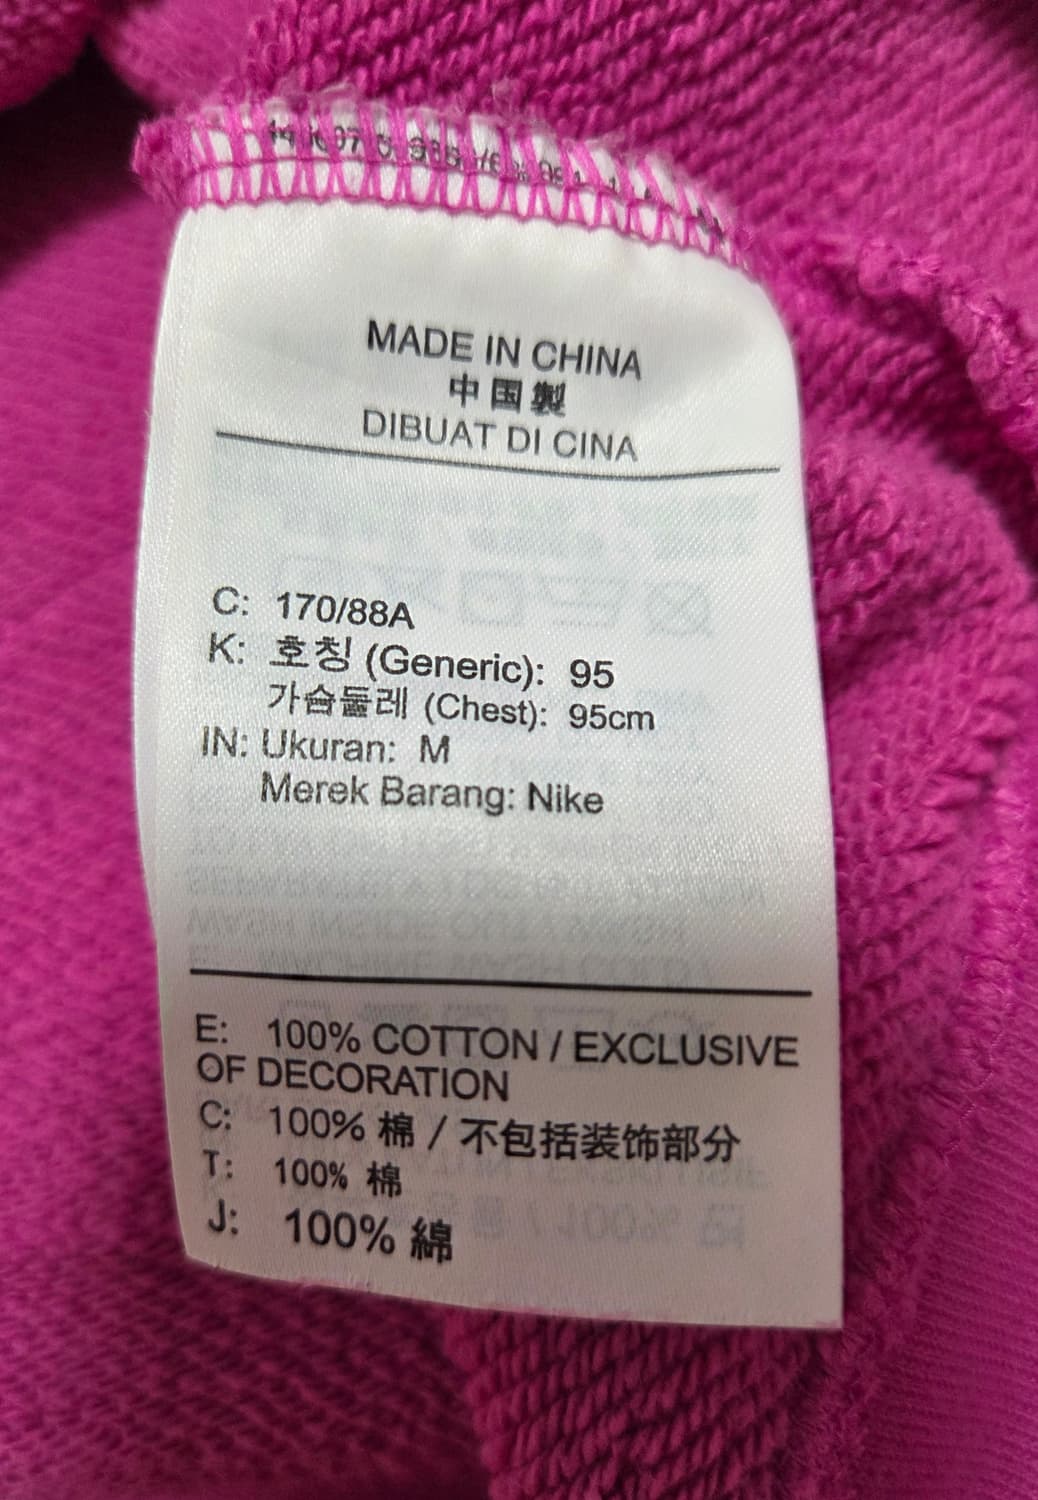 MADE IN CHINA
中国製
DIBUAT DI CINA
C: 170/88A
K: 호칭 (Generic): 95
가슴둘레 (Chest): 95cm
IN: Ukuran: M
Merek Barang: Nike
E: 100% COTTON / EXCLUSIVE
OF DECORATION
C: 100% 棉 / 不包括装饰部分
T: 100% 棉
J: 100% 綿